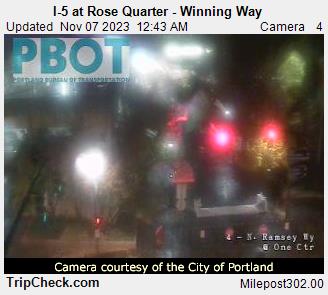 I-5 at Rose Quarter - Winning Way
Updated Nov 07 2023 12:43 AM Camera 4
PBOT
PORTLAND BUREAU OF TRANSPORTATION
4 - N. Ramsey Wy
@ One Ctr
Camera courtesy of the City of Portland
TripCheck.com Milepost302.00